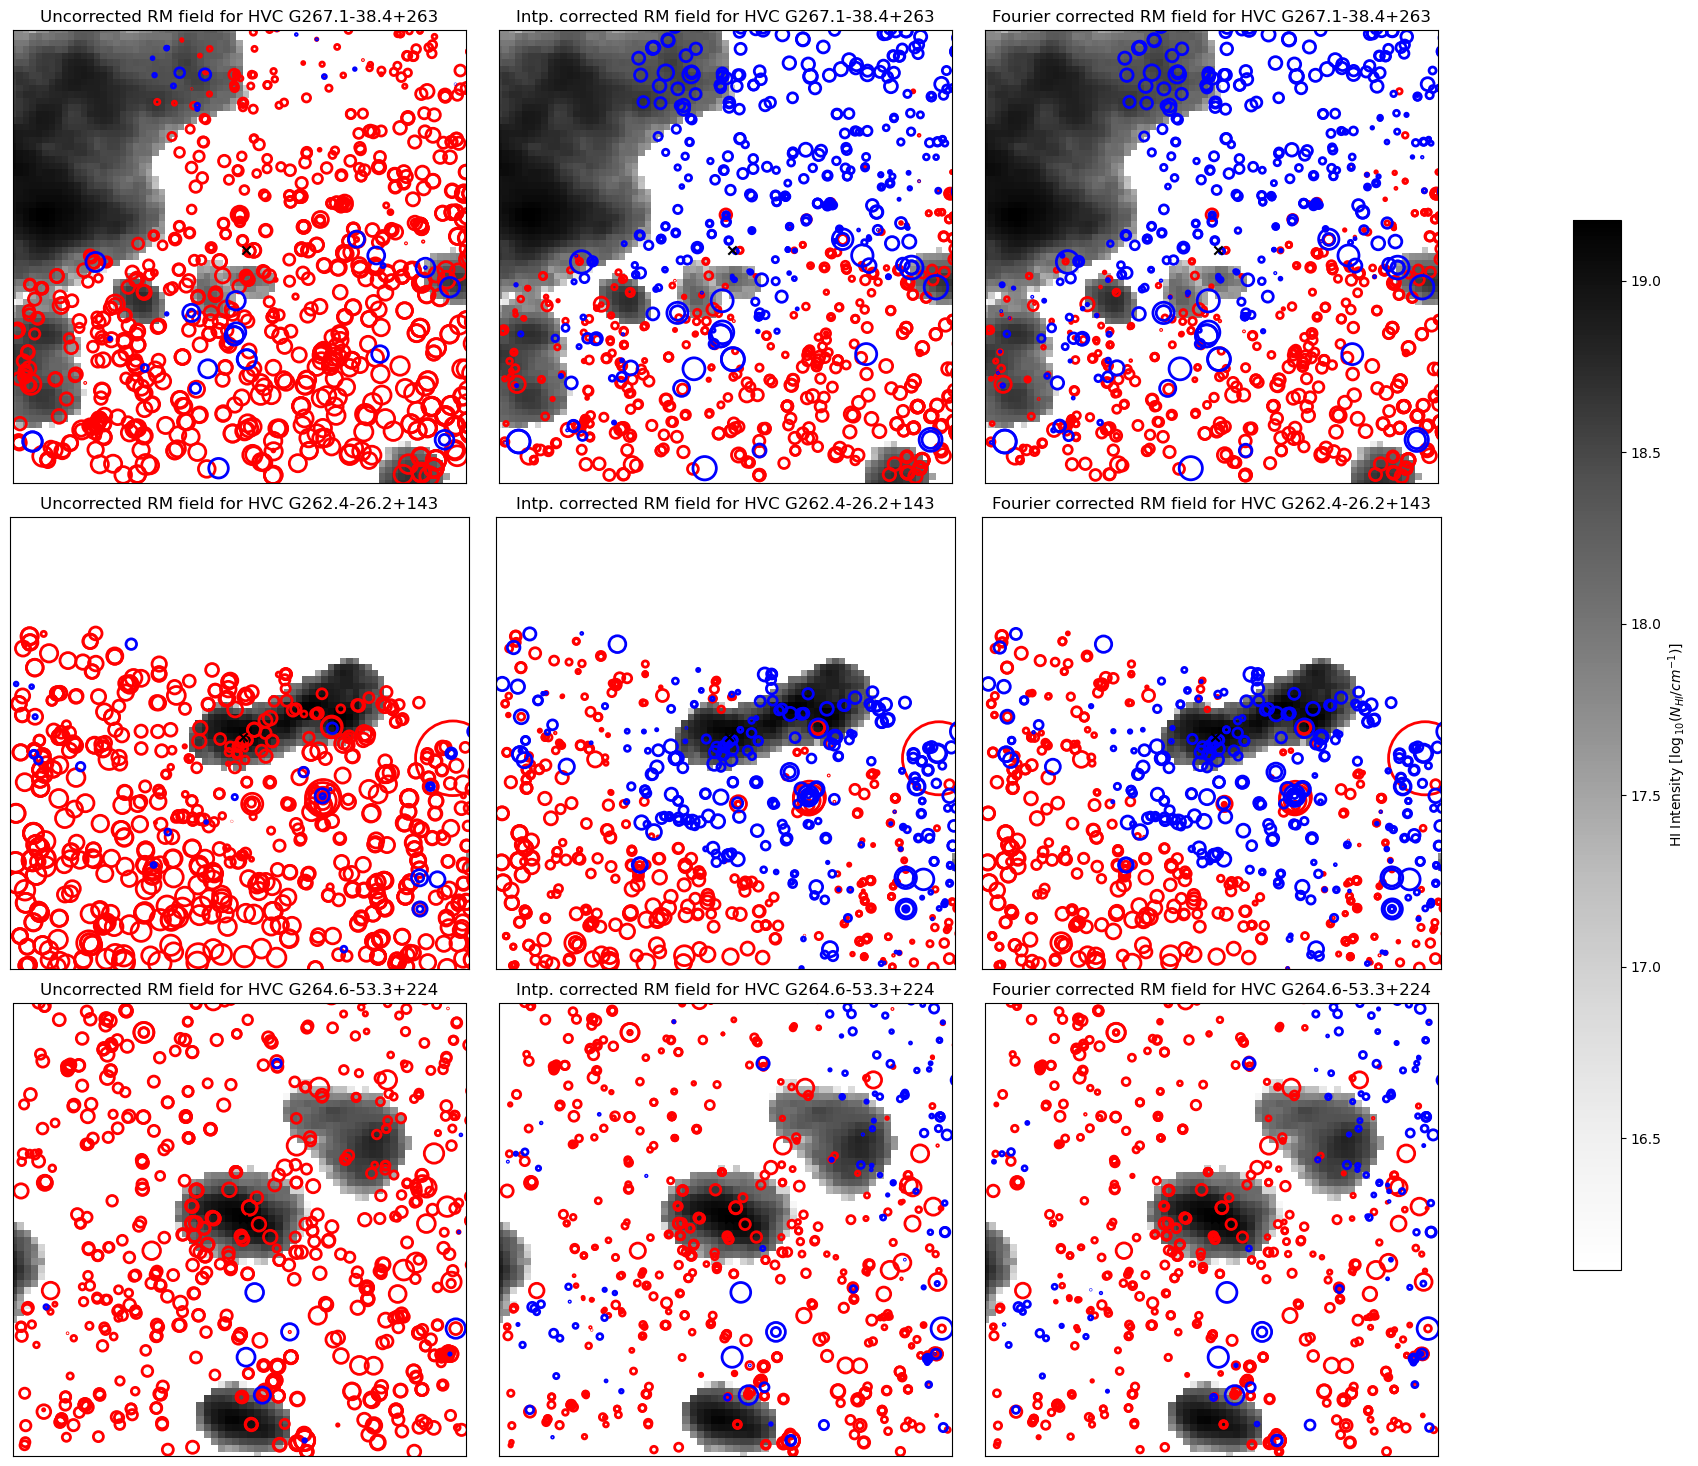 Uncorrected RM field for HVC G267.1-38.4+263
Intp. corrected RM field for HVC G267.1-38.4+263
Fourier corrected RM field for HVC G267.1-38.4+263
Uncorrected RM field for HVC G262.4-26.2+143
Intp. corrected RM field for HVC G262.4-26.2+143
Fourier corrected RM field for HVC G262.4-26.2+143
Uncorrected RM field for HVC G264.6-53.3+224
Intp. corrected RM field for HVC G264.6-53.3+224
Fourier corrected RM field for HVC G264.6-53.3+224
19.0
18.5
18.0
17.5
17.0
16.5
HI Intensity [log₁₀(N_HI/cm⁻¹)]